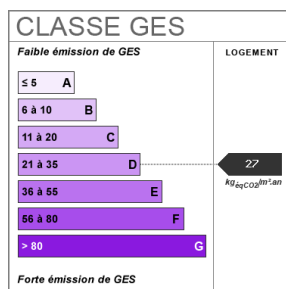 CLASSE GES
Faible émission de GES
LOGEMENT
≤ 5 A
6 à 10 B
11 à 20 C
21 à 35 D
27
kgéqCO2/m².an
36 à 55 E
56 à 80 F
> 80 G
Forte émission de GES